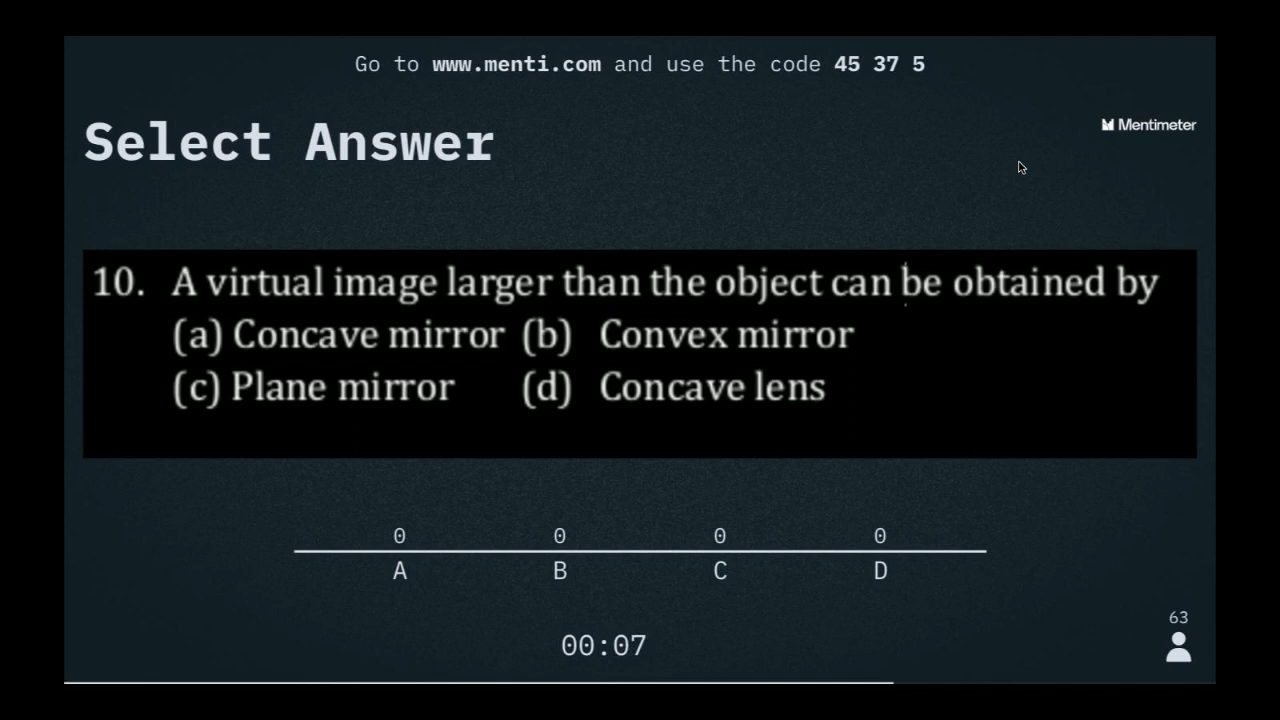 Go to www.menti.com and use the code 45 37 5
Mentimeter
Select Answer
10. A virtual image larger than the object can be obtained by
(a) Concave mirror (b) Convex mirror
(c) Plane mirror (d) Concave lens
0 0 0 0
A B C D
63
00:07